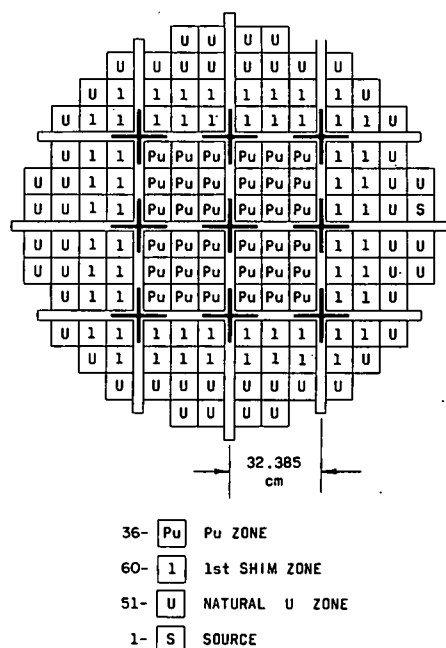 U U U U
U U U U U U U U
U 1 1 1 1 1 1 1 1 U
U 1 1 1 1 1 1 1 1 1 1 U
U 1 1 Pu Pu Pu Pu Pu Pu 1 1 U
U U 1 1 Pu Pu Pu Pu Pu Pu 1 1 U U
U U 1 1 Pu Pu Pu Pu Pu Pu 1 1 U S
U U 1 1 Pu Pu Pu Pu Pu Pu 1 1 U U
U U 1 1 Pu Pu Pu Pu Pu Pu 1 1 U U
U 1 1 Pu Pu Pu Pu Pu Pu 1 1 U
U 1 1 1 1 1 1 1 1 1 1 U
U 1 1 1 1 1 1 1 1 U
U U U U U U U U
U U U U
32.385
cm
36- Pu Pu ZONE
60- 1 1st SHIM ZONE
51- U NATURAL U ZONE
1- S SOURCE